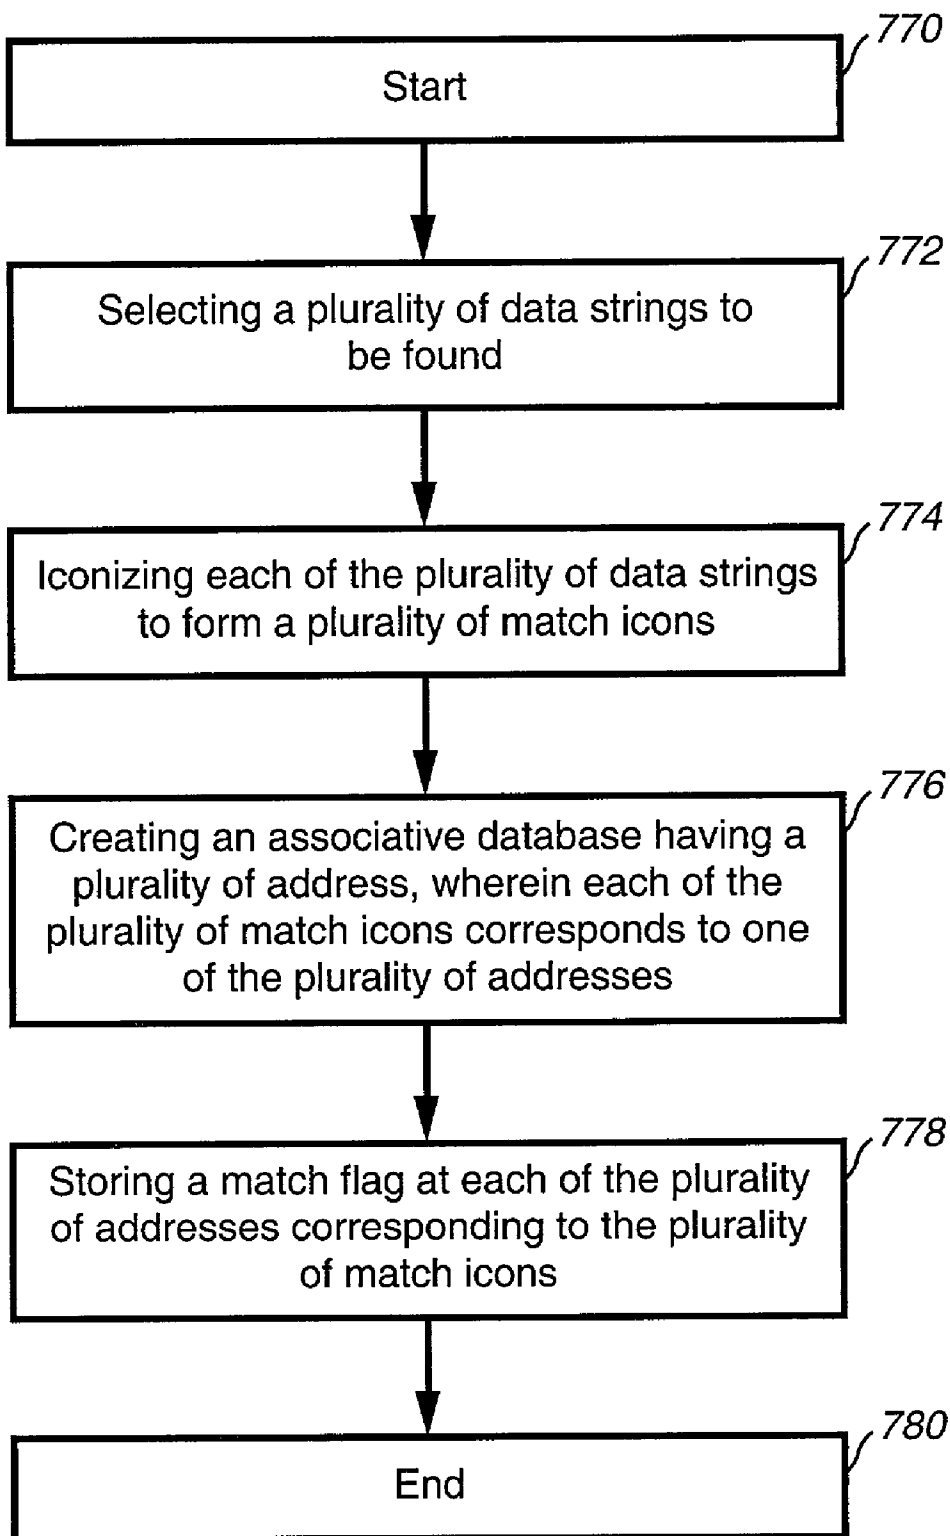 770
Start
772
Selecting a plurality of data strings to
be found
774
Iconizing each of the plurality of data strings
to form a plurality of match icons
776
Creating an associative database having a
plurality of address, wherein each of the
plurality of match icons corresponds to one
of the plurality of addresses
778
Storing a match flag at each of the plurality
of addresses corresponding to the plurality
of match icons
780
End